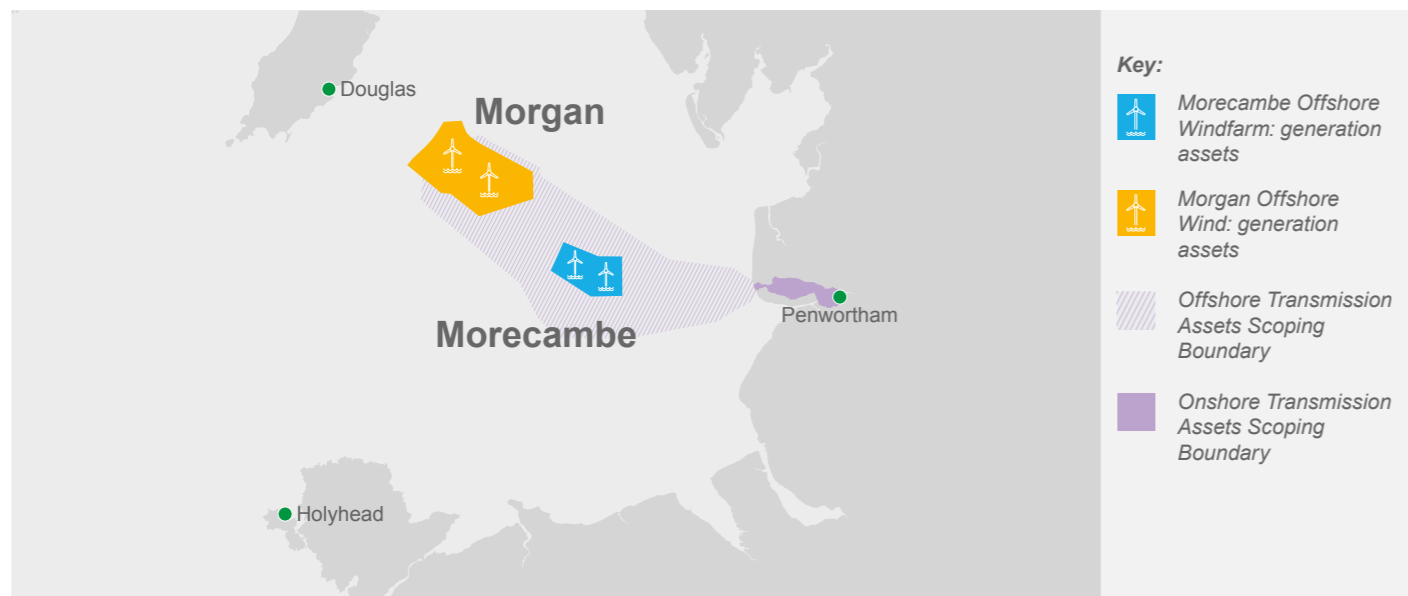 Douglas
Morgan
Morecambe
Penwortham
Holyhead
Key:
Morecambe Offshore
Windfarm: generation
assets
Morgan Offshore
Wind: generation
assets
Offshore Transmission
Assets Scoping
Boundary
Onshore Transmission
Assets Scoping
Boundary